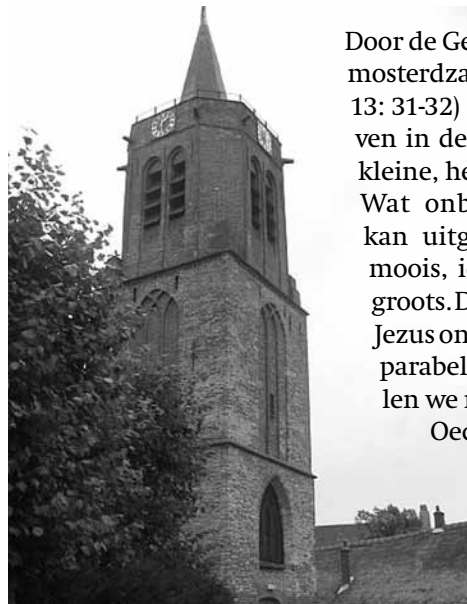 Door de Ge
mosterdza
13: 31-32)
ven in de
kleine, he
Wat onb
kan uitg
moois, i
groots. D
Jezus on
parabel
len we
Oec